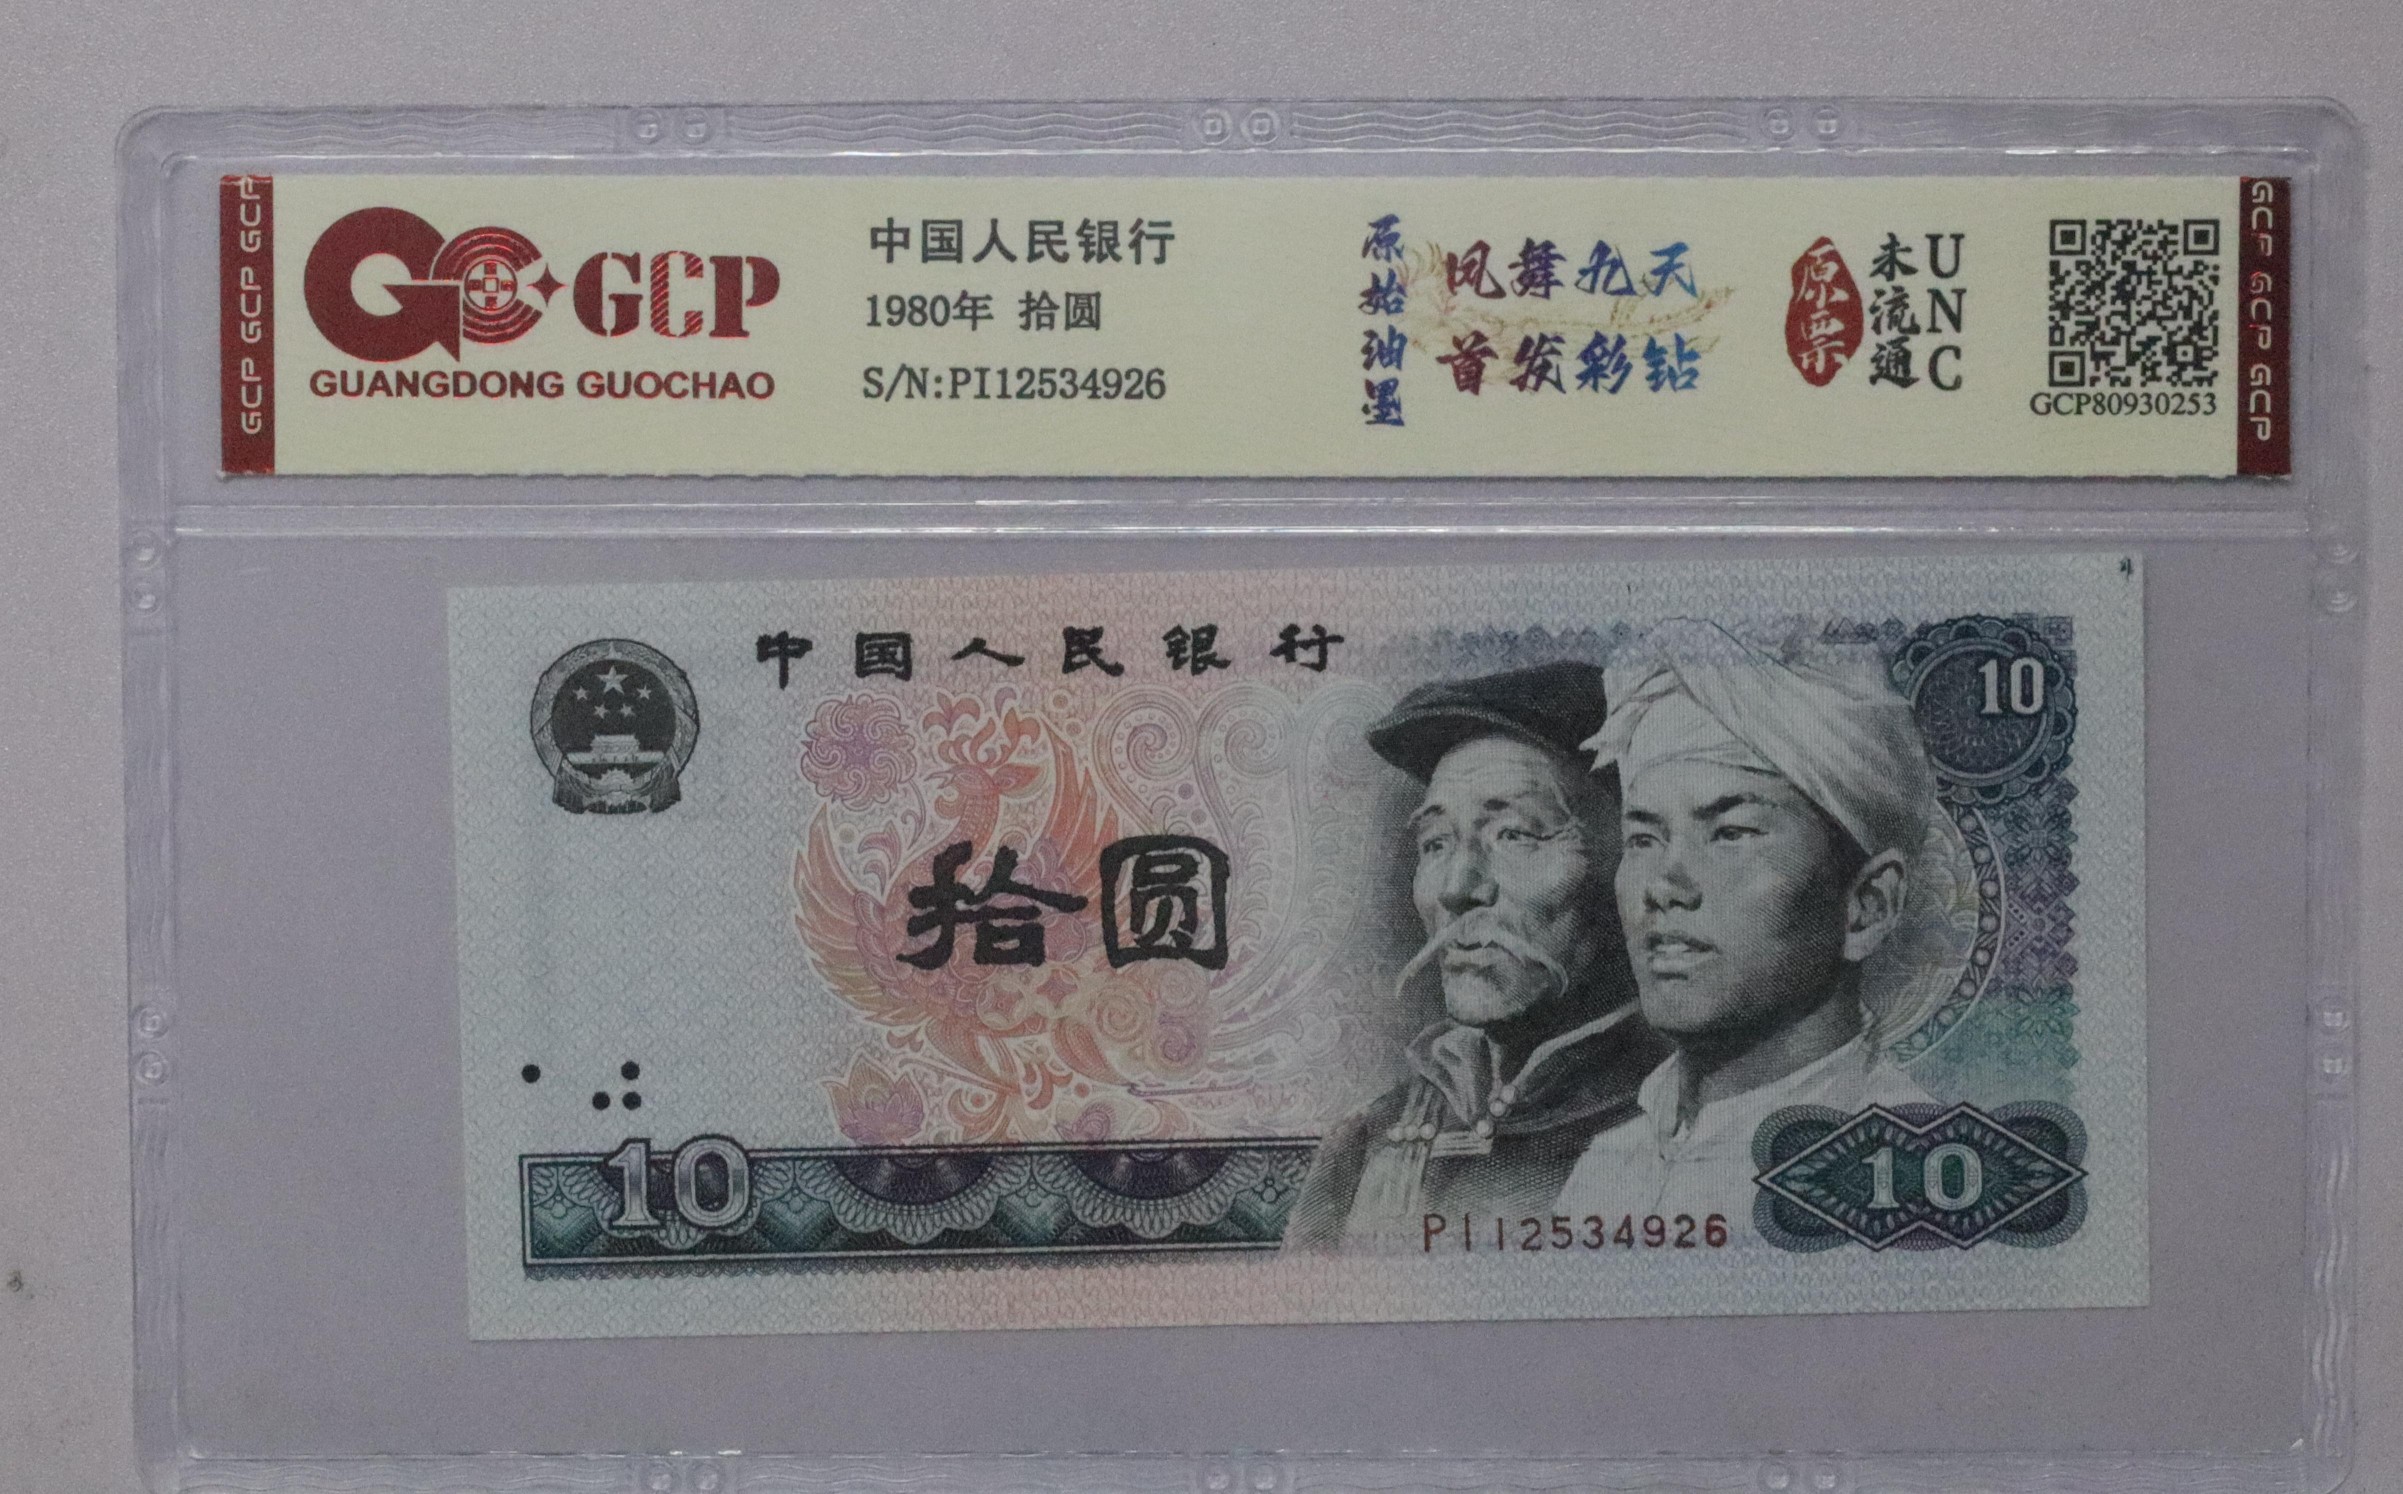 GCP GCP GCP
GCP
GUANGDONG GUOCHAO
中国人民银行
1980年 拾圆
S/N:PI12534926
原始油墨
凤舞九天
首发彩钻
原票
未流通
UNC
GCP80930253
GCP GCP GCP
中国人民银行
10
拾圆
10
PI12534926
10